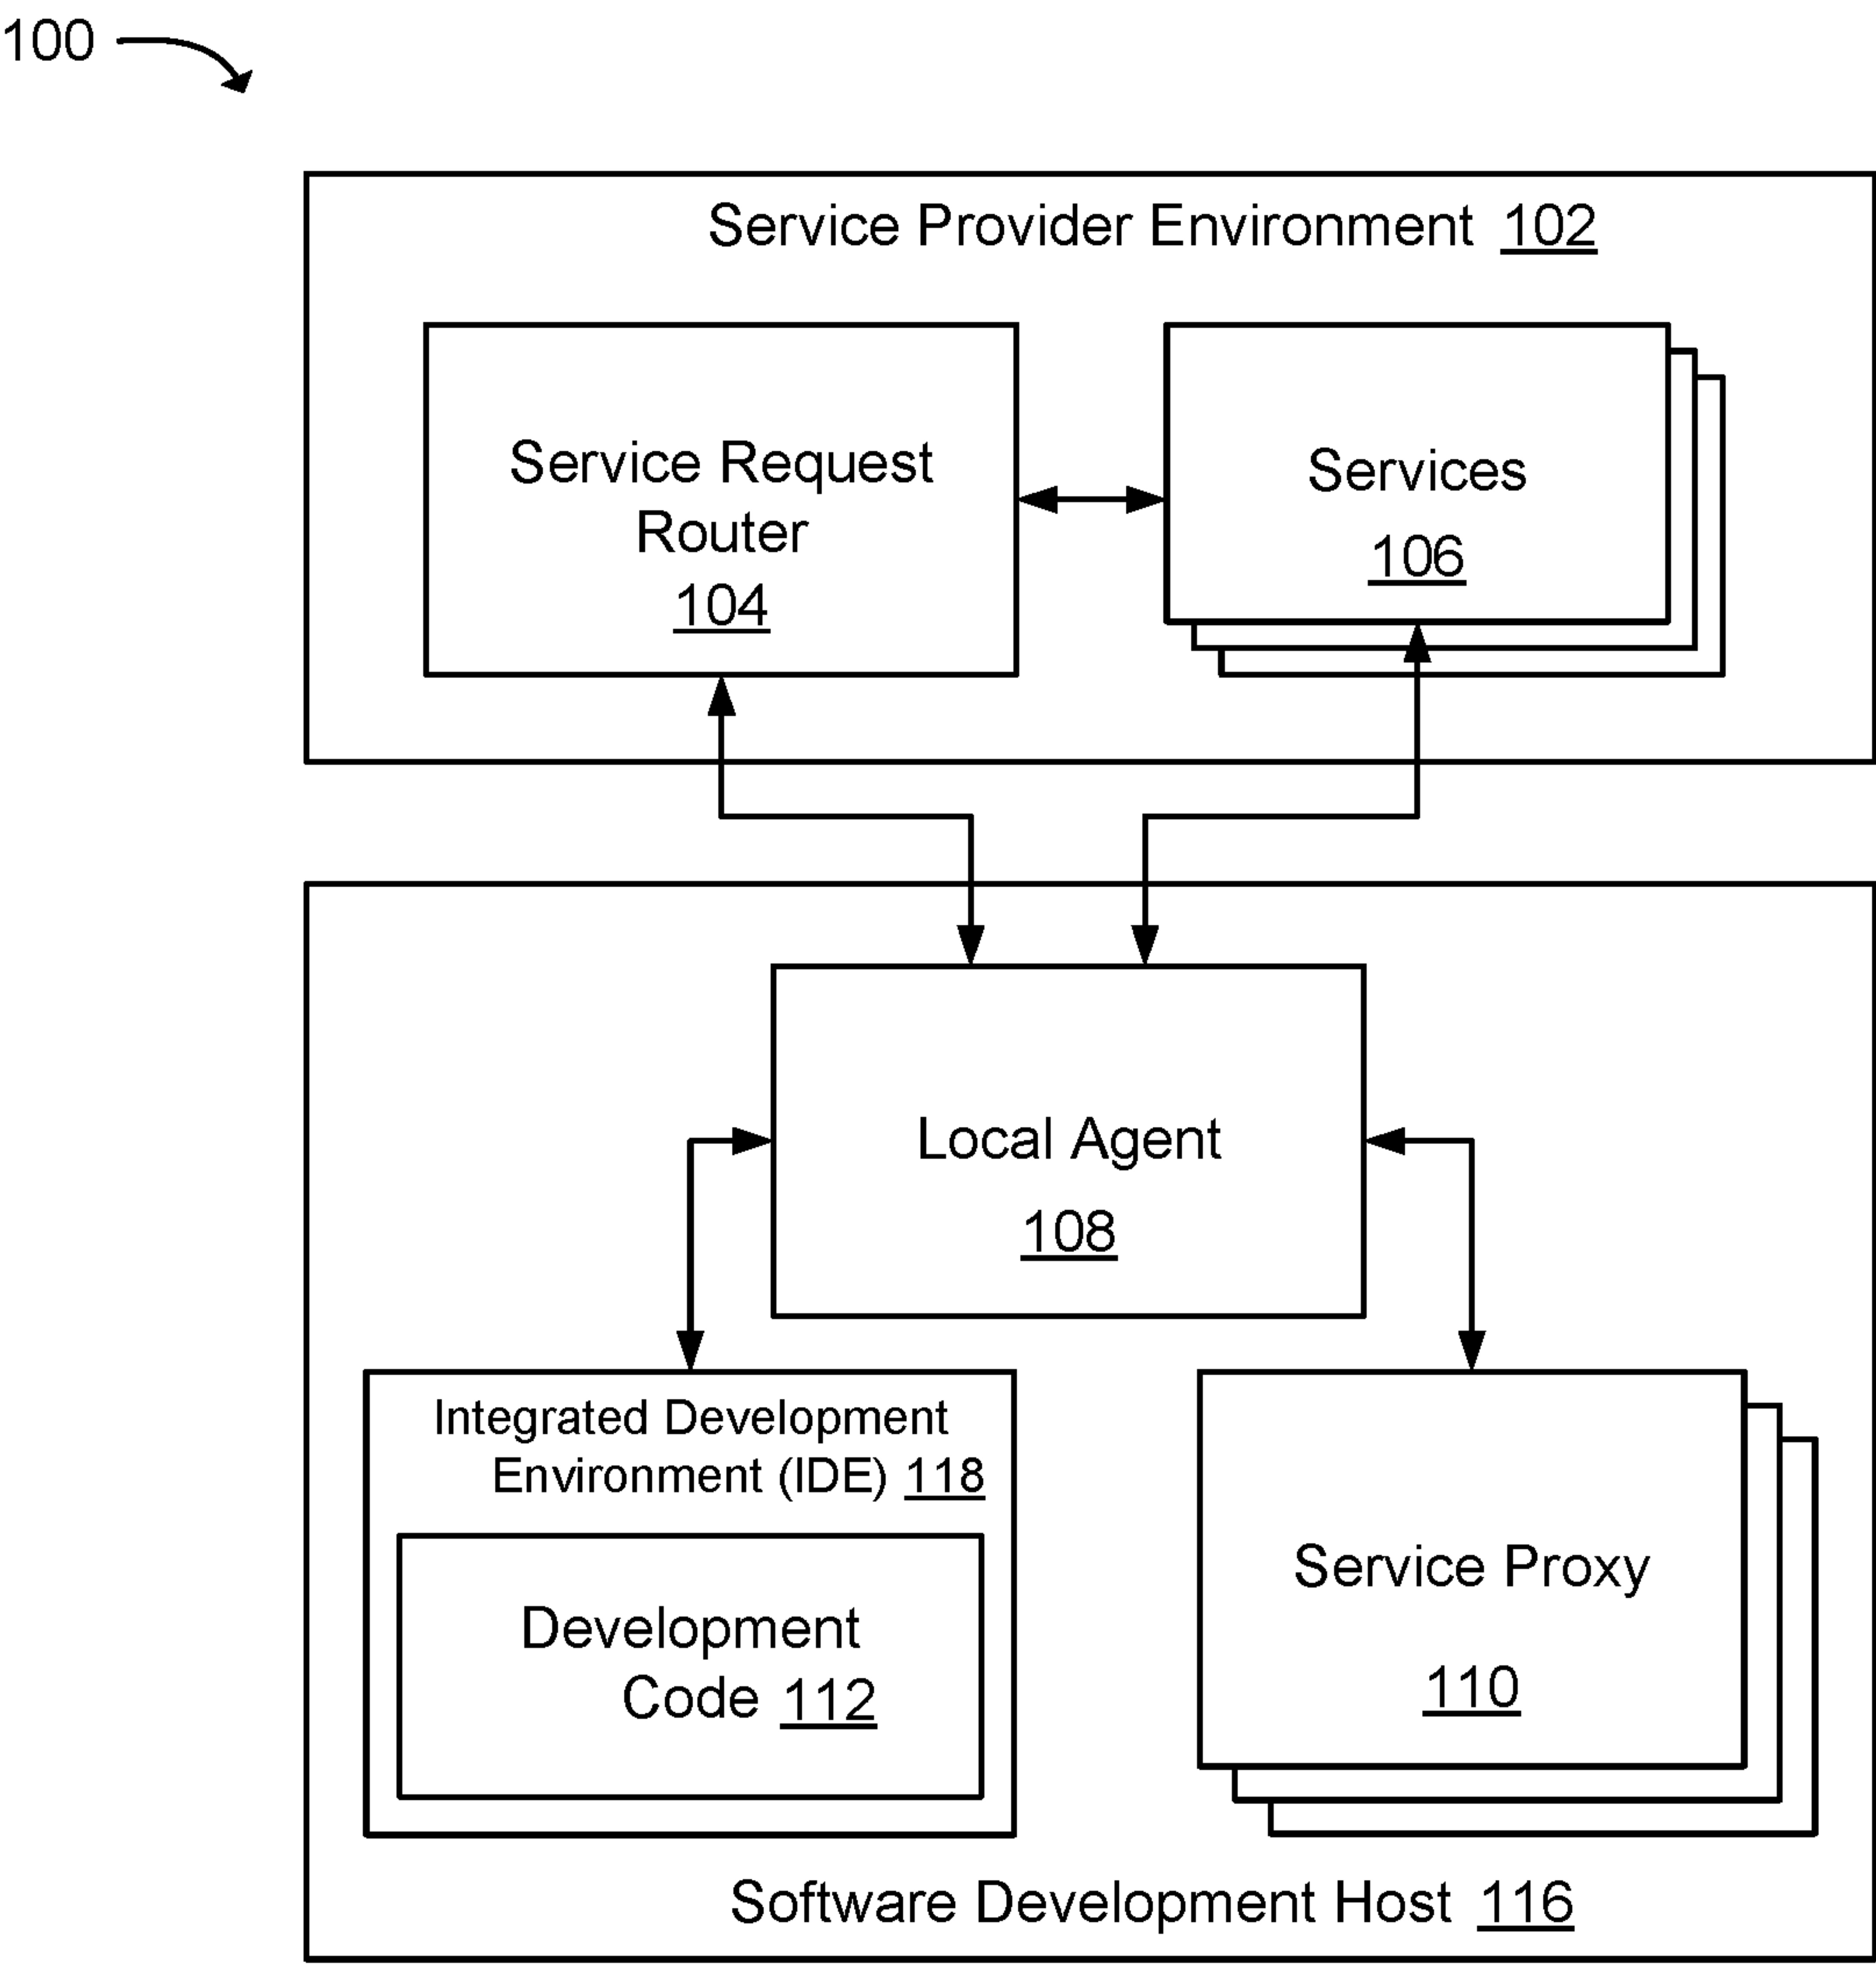 100
Service Provider Environment 102
Service Request
Router
104
Services
106
Local Agent
108
Integrated Development
Environment (IDE) 118
Development
Code 112
Service Proxy
110
Software Development Host 116